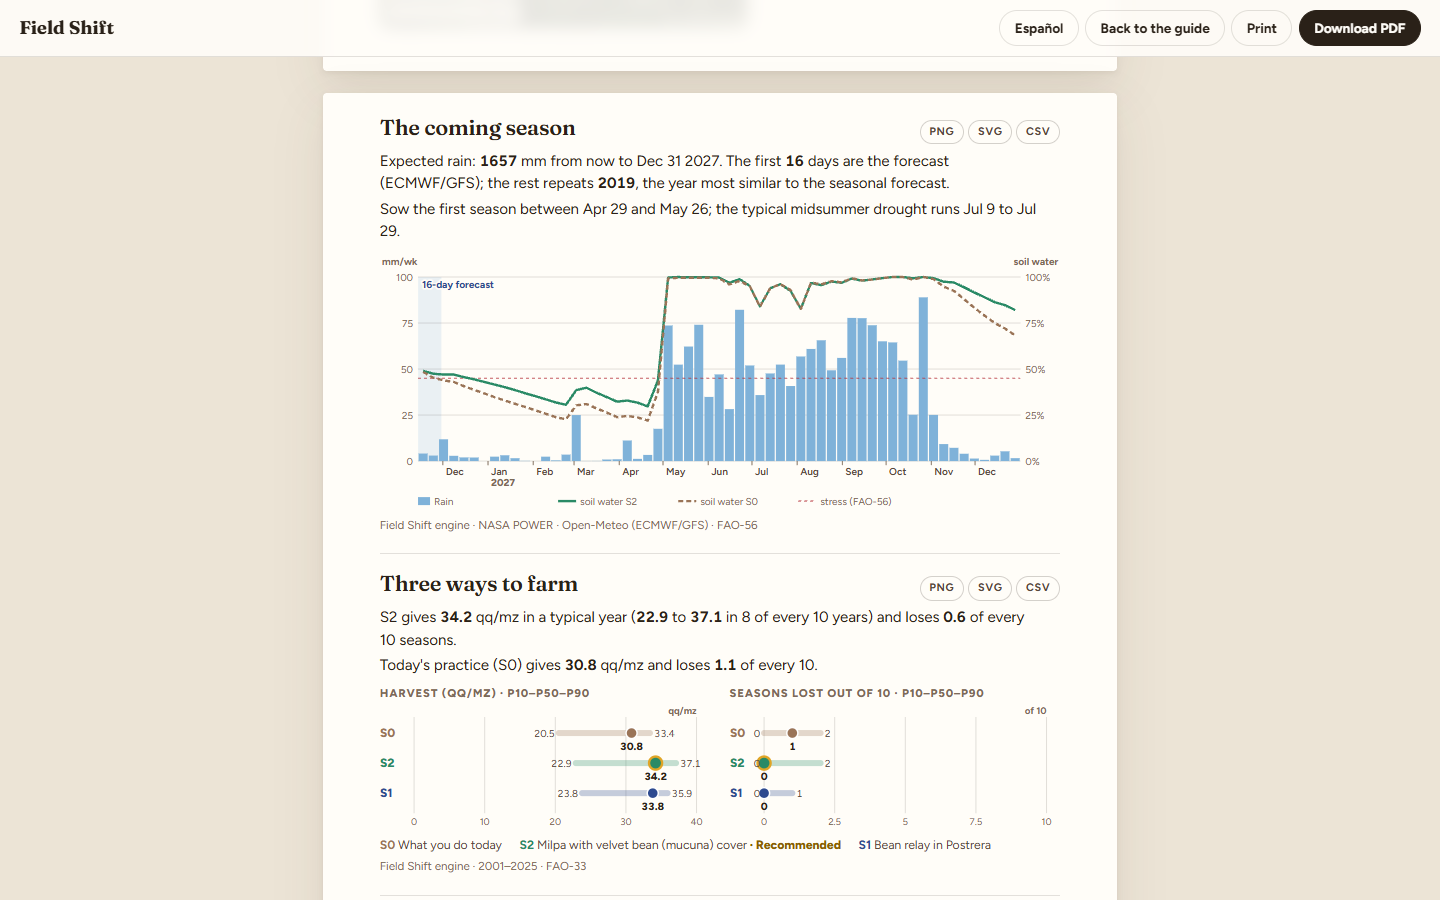 Field Shift
Español
Back to the guide
Print
Download PDF
The coming season
PNG
SVG
CSV
Expected rain: 1657 mm from now to Dec 31 2027. The first 16 days are the forecast
(ECMWF/GFS); the rest repeats 2019, the year most similar to the seasonal forecast.
Sow the first season between Apr 29 and May 26; the typical midsummer drought runs Jul 9 to Jul
29.
mm/wk
soil water
16-day forecast
100
75
50
25
0
100%
75%
50%
25%
0%
Dec
Jan
2027
Feb
Mar
Apr
May
Jun
Jul
Aug
Sep
Oct
Nov
Dec
Rain
soil water S2
soil water S0
stress (FAO-56)
Field Shift engine · NASA POWER · Open-Meteo (ECMWF/GFS) · FAO-56
Three ways to farm
PNG
SVG
CSV
S2 gives 34.2 qq/mz in a typical year (22.9 to 37.1 in 8 of every 10 years) and loses 0.6 of every
10 seasons.
Today's practice (S0) gives 30.8 qq/mz and loses 1.1 of every 10.
HARVEST (QQ/MZ) · P10–P50–P90
qq/mz
S0
20.5
33.4
30.8
S2
22.9
37.1
34.2
S1
23.8
35.9
33.8
0
10
20
30
40
SEASONS LOST OUT OF 10 · P10–P50–P90
of 10
S0
0
2
1
S2
0
2
0
S1
0
1
0
0
2.5
5
7.5
10
S0 What you do today
S2 Milpa with velvet bean (mucuna) cover · Recommended
S1 Bean relay in Postrera
Field Shift engine · 2001–2025 · FAO-33